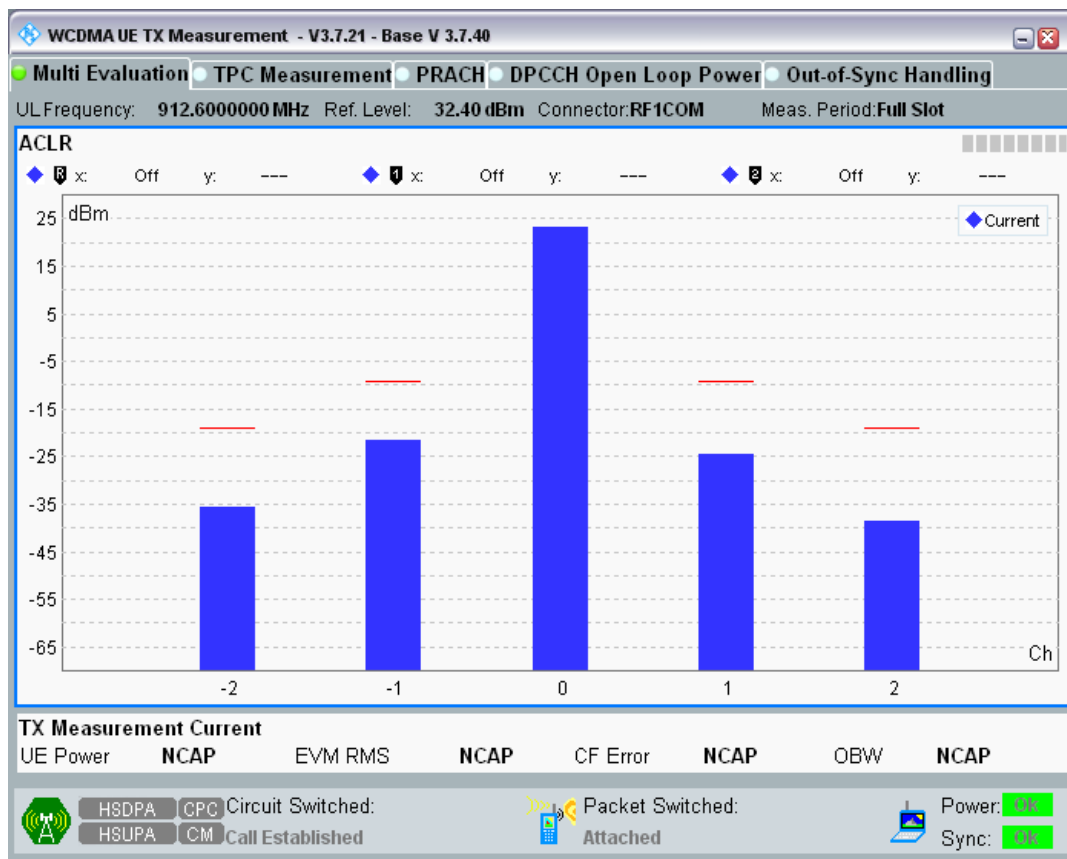 WCDMA UE TX Measurement - V3.7.21 - Base V 3.7.40
Multi Evaluation TPC Measurement PRACH DPCCH Open Loop Power Out-of-Sync Handling
UL Frequency: 912.6000000 MHz Ref. Level: 32.40 dBm Connector:RF1COM Meas. Period:Full Slot
ACLR
R x: Off y: --- 1 x: Off y: --- 2 x: Off y: ---
dBm
Current
25
15
5
-5
-15
-25
-35
-45
-55
-65
Ch
-2 -1 0 1 2
TX Measurement Current
UE Power NCAP EVM RMS NCAP CF Error NCAP OBW NCAP
HSDPA CPC Circuit Switched: Packet Switched: Power: Ok
HSUPA CM Call Established Attached Sync: Ok